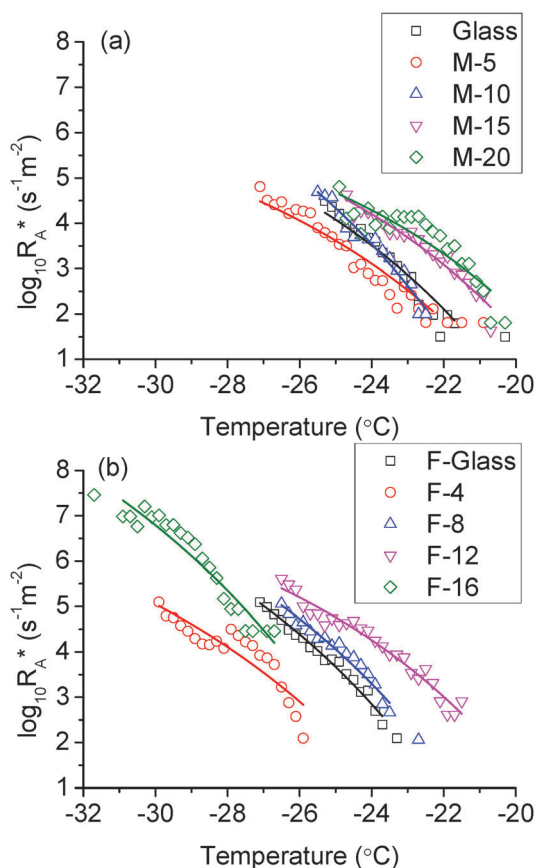 (a)
Glass
M-5
M-10
M-15
M-20
log10RA* (s-1m-2)
8
7
6
5
4
3
2
1
-32 -30 -28 -26 -24 -22 -20
Temperature (°C)
(b)
F-Glass
F-4
F-8
F-12
F-16
log10RA* (s-1m-2)
8
7
6
5
4
3
2
1
-32 -30 -28 -26 -24 -22 -20
Temperature (°C)